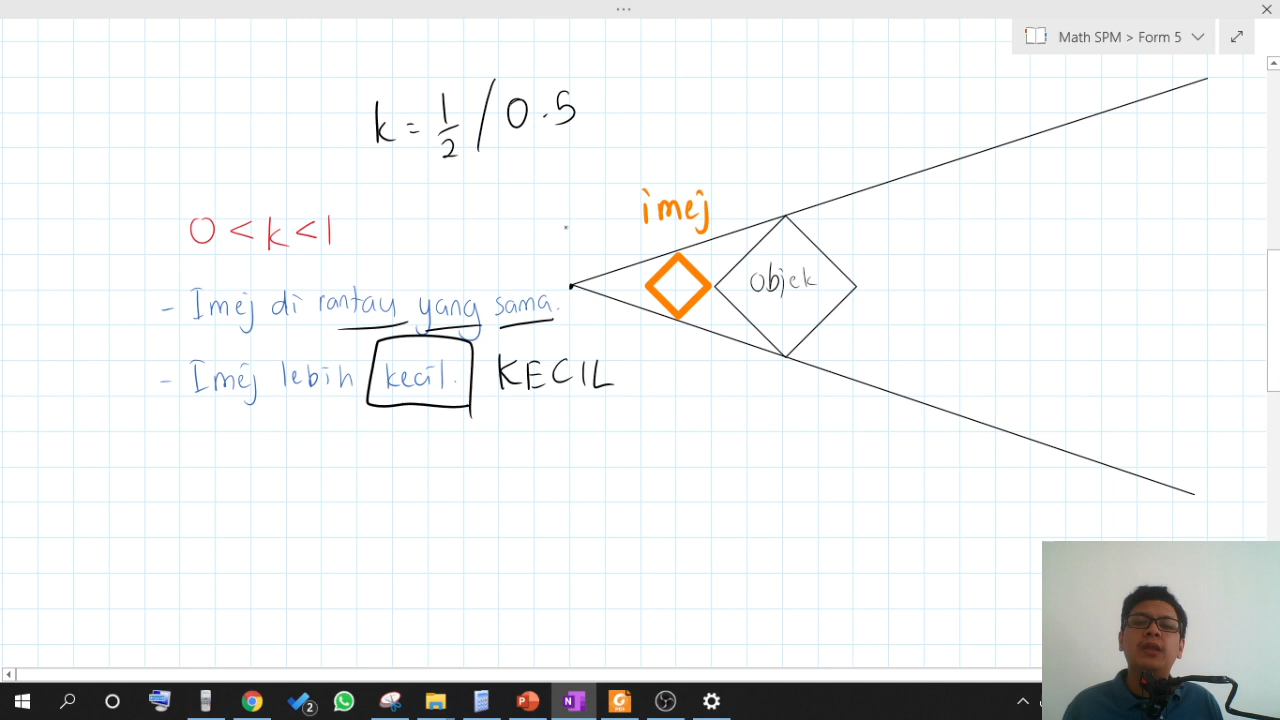 Math SPM > Form 5
k = 1/2 / 0.5
imej
0 < k < 1
objek
- Imej di rantau yang sama.
- Imej lebih kecil. KECIL
2